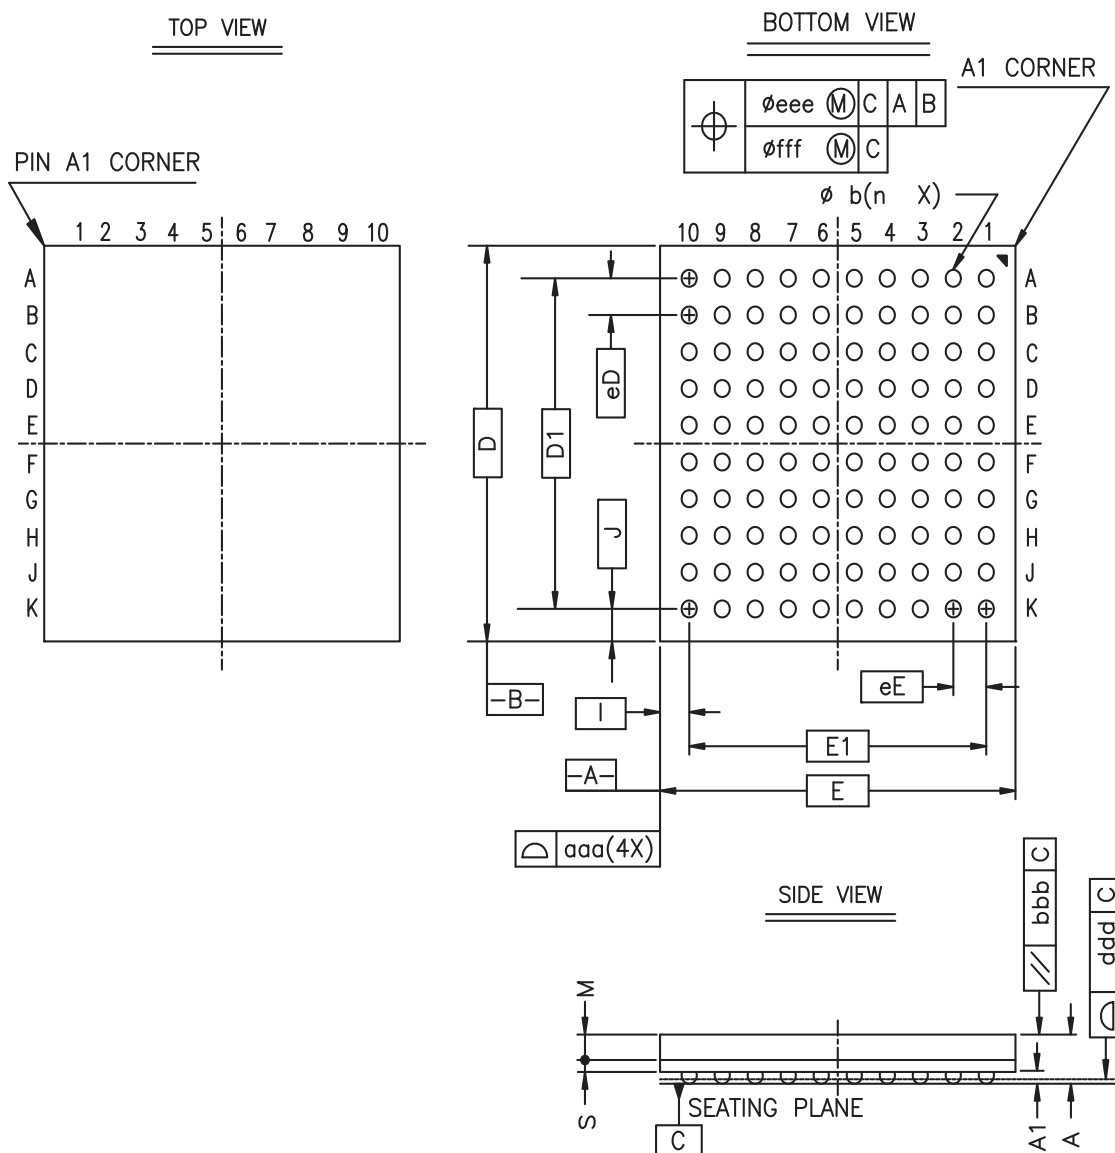 TOP VIEW
BOTTOM VIEW
A1 CORNER
øeee Ⓜ C A B
øfff Ⓜ C
PIN A1 CORNER
ø b(n X)
1 2 3 4 5 6 7 8 9 10
10 9 8 7 6 5 4 3 2 1
A A
B B
C C
D D
E E
F F
G G
H H
J J
K K
eD
D
D1
J
eE
-B-
I
E1
-A-
E
aaa(4X)
SIDE VIEW
// bbb C
ddd C
M
S
SEATING PLANE
C
A1
A